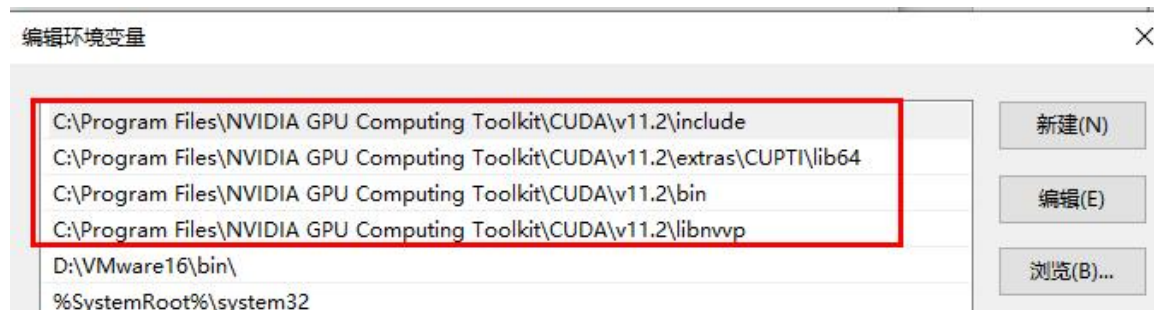 编辑环境变量
C:\Program Files\NVIDIA GPU Computing Toolkit\CUDA\v11.2\include
新建(N)
C:\Program Files\NVIDIA GPU Computing Toolkit\CUDA\v11.2\extras\CUPTI\lib64
C:\Program Files\NVIDIA GPU Computing Toolkit\CUDA\v11.2\bin
编辑(E)
C:\Program Files\NVIDIA GPU Computing Toolkit\CUDA\v11.2\libnvvp
D:\VMware16\bin\
浏览(B)...
%SystemRoot%\system32